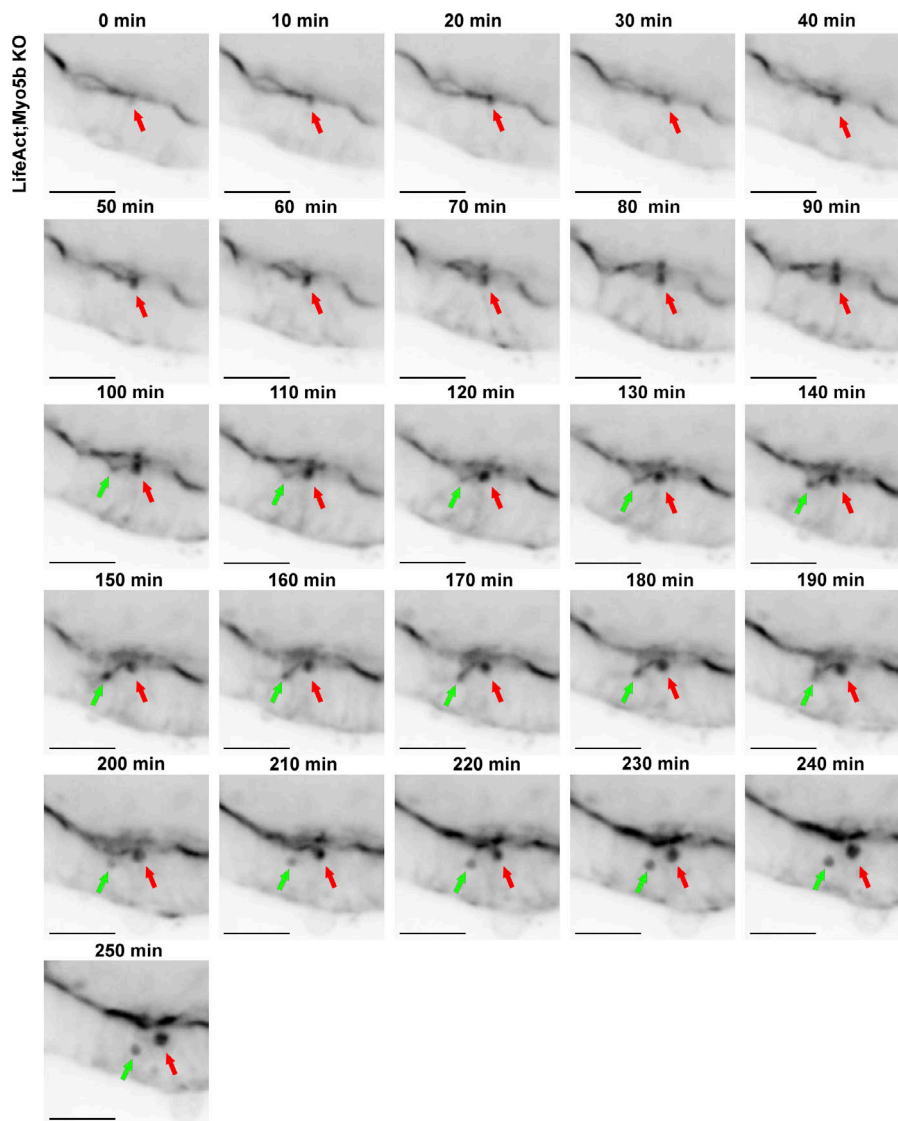 LifeAct;Myo5b KO
0 min 10 min 20 min 30 min 40 min
50 min 60 min 70 min 80 min 90 min
100 min 110 min 120 min 130 min 140 min
150 min 160 min 170 min 180 min 190 min
200 min 210 min 220 min 230 min 240 min
250 min